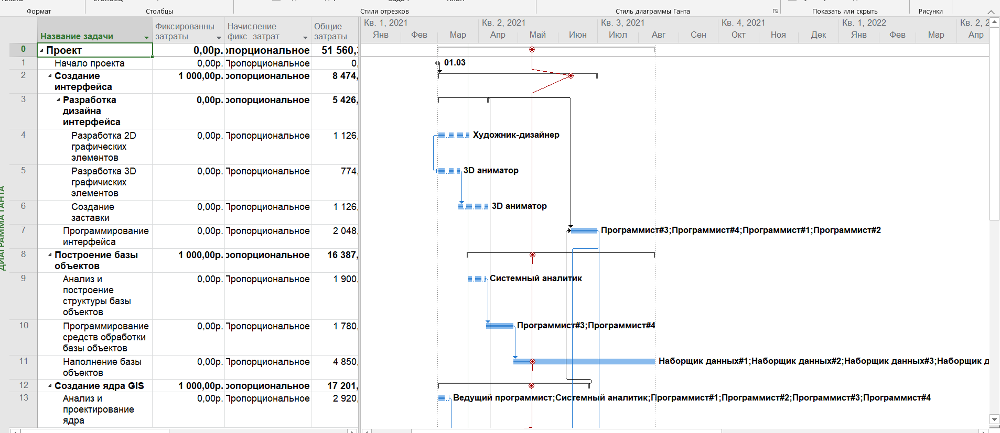 Формат
Столбцы
Стили отрезков
Стиль диаграммы Ганта
Показать или скрыть
Рисунки
Название задачи
Фиксированны
затраты
Начисление
фикс. затрат
Общие
затраты
Кв. 1, 2021
Кв. 2, 2021
Кв. 3, 2021
Кв. 4, 2021
Кв. 1, 2022
Кв. 2, 2
Янв
Фев
Мар
Апр
Май
Июн
Июл
Авг
Сен
Окт
Ноя
Дек
Янв
Фев
Мар
Апр
ДИАГРАММА ГАНТА
0
Проект
0,00р.
опорциональное
51 560,
1
Начало проекта
0,00р.
Пропорциональное
0,
01.03
2
Создание
интерфейса
1 000,00р.
ропорциональное
8 474,
3
Разработка
дизайна
интерфейса
0,00р.
ропорциональное
5 426,
4
Разработка 2D
графических
элементов
0,00р.
Пропорциональное
1 126,
Художник-дизайнер
5
Разработка 3D
графичиских
элементов
0,00р.
Пропорциональное
774,
3D аниматор
6
Создание
заставки
0,00р.
Пропорциональное
1 126,
3D аниматор
7
Программирование
интерфейса
0,00р.
Пропорциональное
2 048,
Программист#3;Программист#4;Программист#1;Программист#2
8
Построение базы
объектов
1 000,00р.
ропорциональное
16 387,
9
Анализ и
построение
структуры базы
объектов
0,00р.
Пропорциональное
1 900,
Системный аналитик
10
Программирование
средств обработки
базы объектов
0,00р.
Пропорциональное
1 780,
Программист#3;Программист#4
11
Наполнение базы
объектов
0,00р.
Пропорциональное
4 850,
Наборщик данных#1;Наборщик данных#2;Наборщик данных#3;Наборщик д
12
Создание ядра GIS
1 000,00р.
ропорциональное
17 201,
13
Анализ и
проектирование
ядра
0,00р.
Пропорциональное
2 920,
Ведущий программист;Системный аналитик;Программист#1;Программист#2;Программист#3;Программист#4